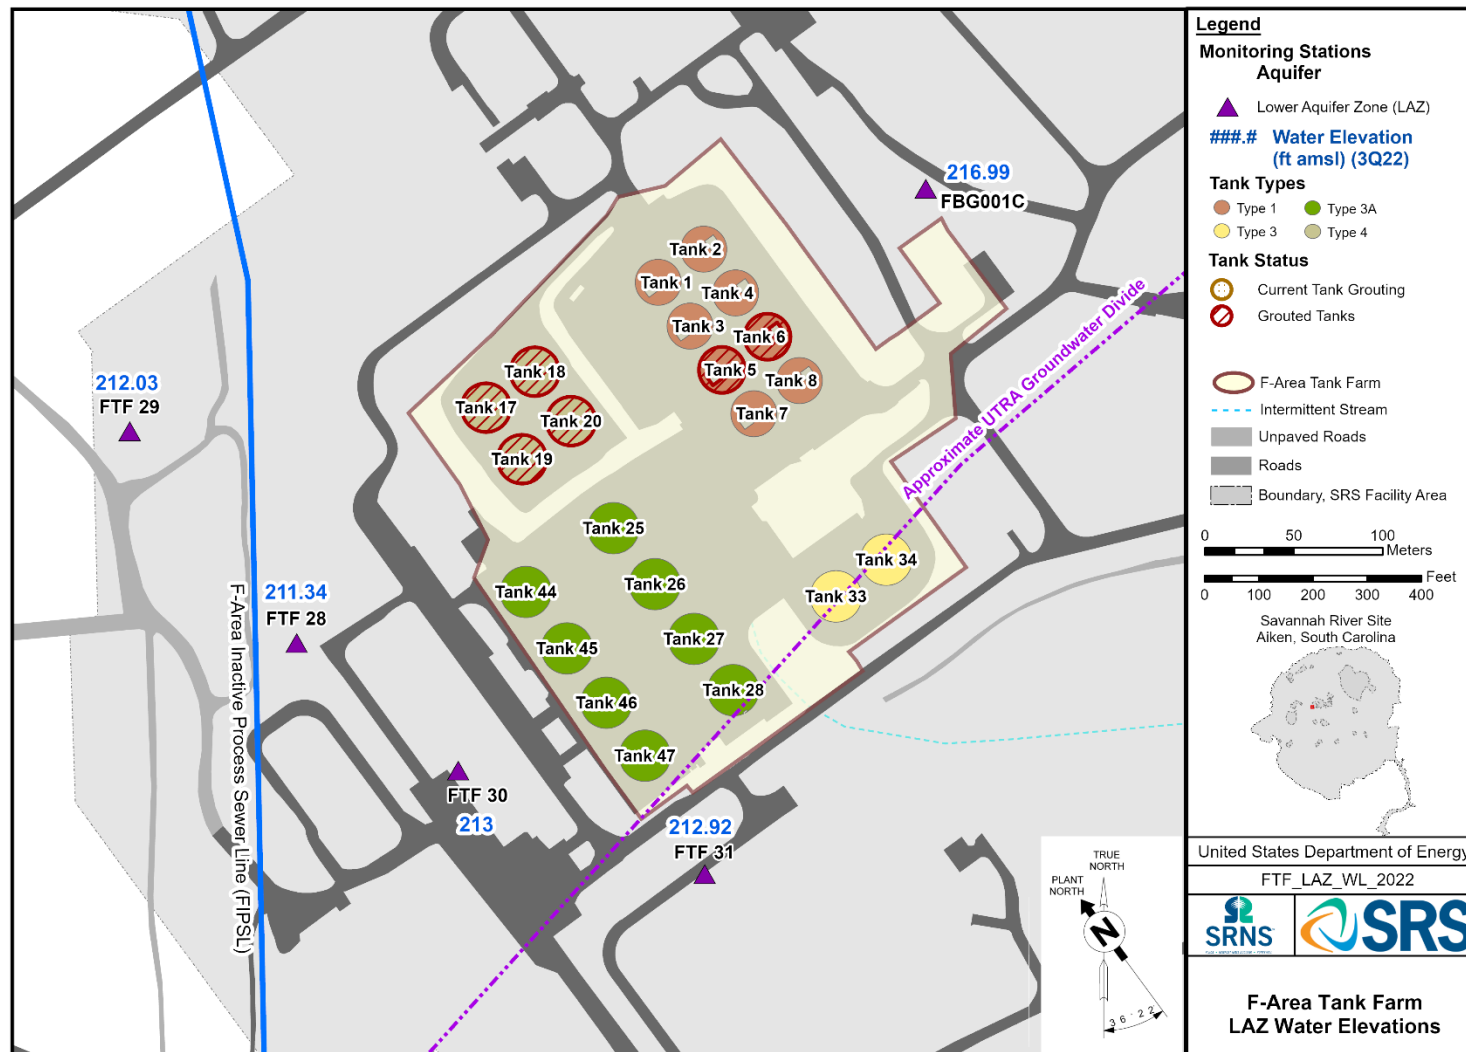 216.99
FBG001C
Tank 2
Tank 1
Tank 4
Tank 3
Tank 6
Tank 5
Tank 8
Tank 7
Tank 18
Tank 17
Tank 20
Tank 19
212.03
FTF 29
Approximate UTRA Groundwater Divide
Tank 25
Tank 34
Tank 26
Tank 33
Tank 44
Tank 27
Tank 45
Tank 28
Tank 46
Tank 47
211.34
FTF 28
F-Area Inactive Process Sewer Line (FIPSL)
FTF 30
213
212.92
FTF 31
TRUE
NORTH
PLANT
NORTH
N
36°22'
Legend
Monitoring Stations
Aquifer
Lower Aquifer Zone (LAZ)
###.# Water Elevation
(ft amsl) (3Q22)
Tank Types
Type 1 Type 3A
Type 3 Type 4
Tank Status
Current Tank Grouting
Grouted Tanks
F-Area Tank Farm
Intermittent Stream
Unpaved Roads
Roads
Boundary, SRS Facility Area
0 50 100
Meters
Feet
0 100 200 300 400
Savannah River Site
Aiken, South Carolina
United States Department of Energy
FTF_LAZ_WL_2022
SRNS
SRS
F-Area Tank Farm
LAZ Water Elevations